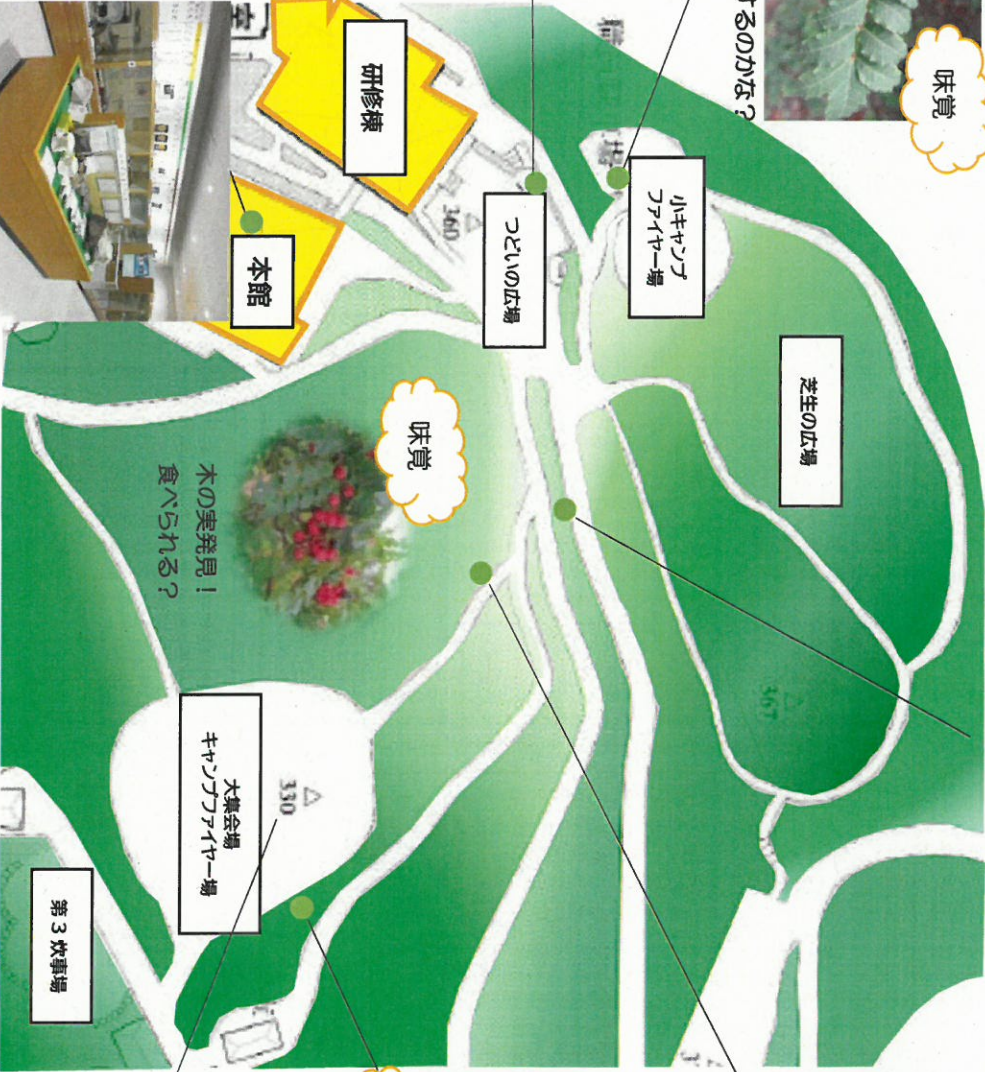 味覚
芝生の広場
367
するのかな？
小キャンプ
ファイヤー場
つどいの広場
360
味覚
研修棟
330
本館
大集会場
キャンプファイヤー場
木の実発見！
食べられる？
第３炊事場